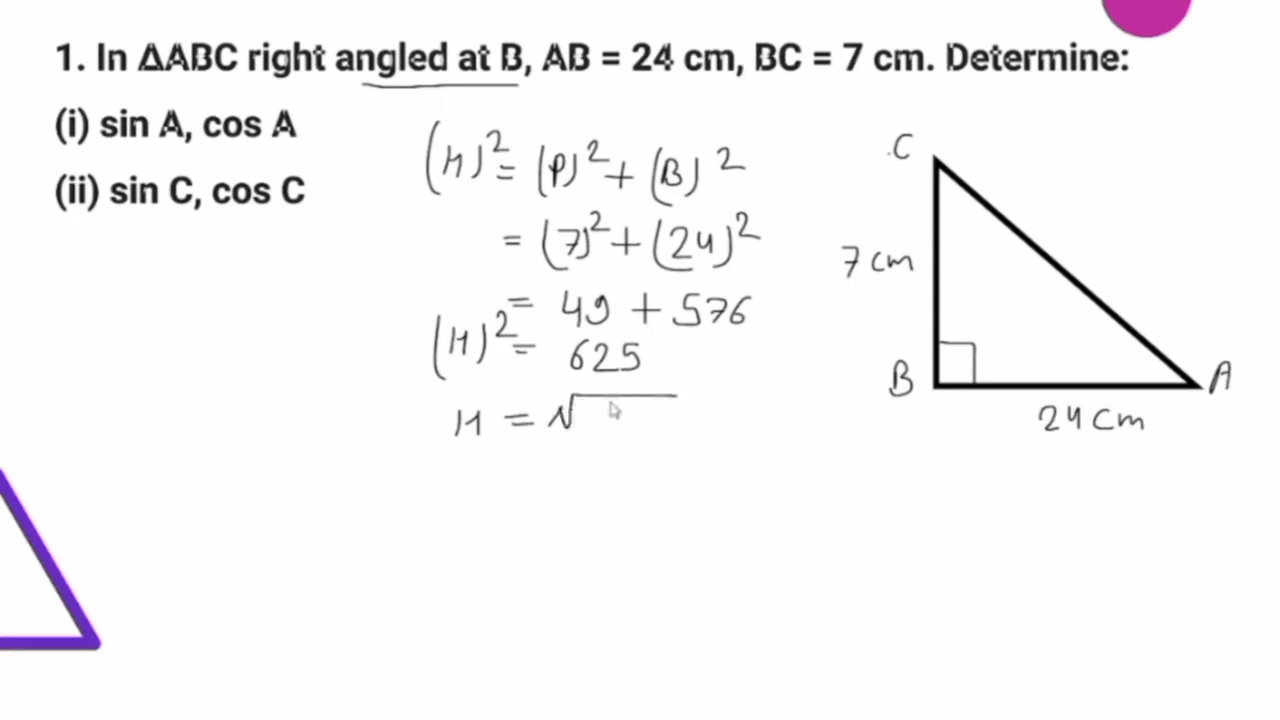 1. In ΔABC right angled at B, AB = 24 cm, BC = 7 cm. Determine:
(i) sin A, cos A
(ii) sin C, cos C
(H)² = (P)² + (B)²
= (7)² + (24)²
= 49 + 576
(H)² = 625
H = √
C
7 cm
B
A
24 cm